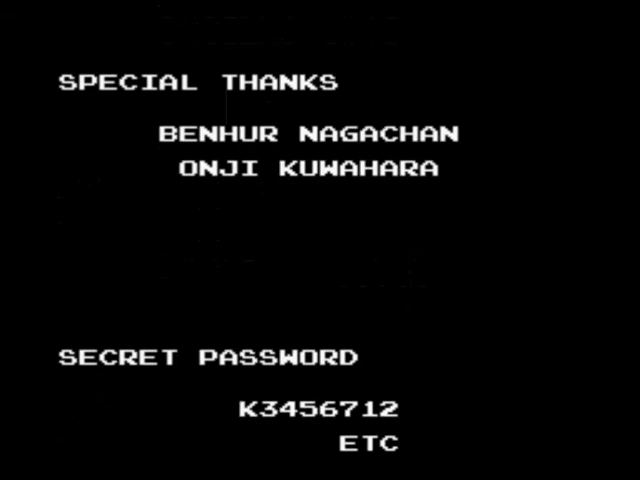 SPECIAL THANKS
BENHUR NAGACHAN
ONJI KUWAHARA
SECRET PASSWORD
K3456712
ETC